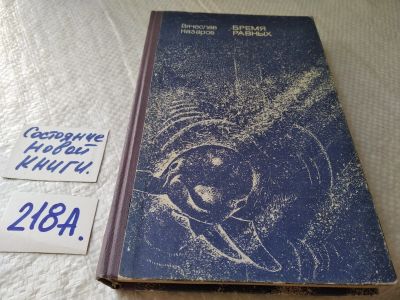 Вячеслав
Назаров
БРЕМЯ
РАВНЫХ
Состояние
новой
книги.
218А.